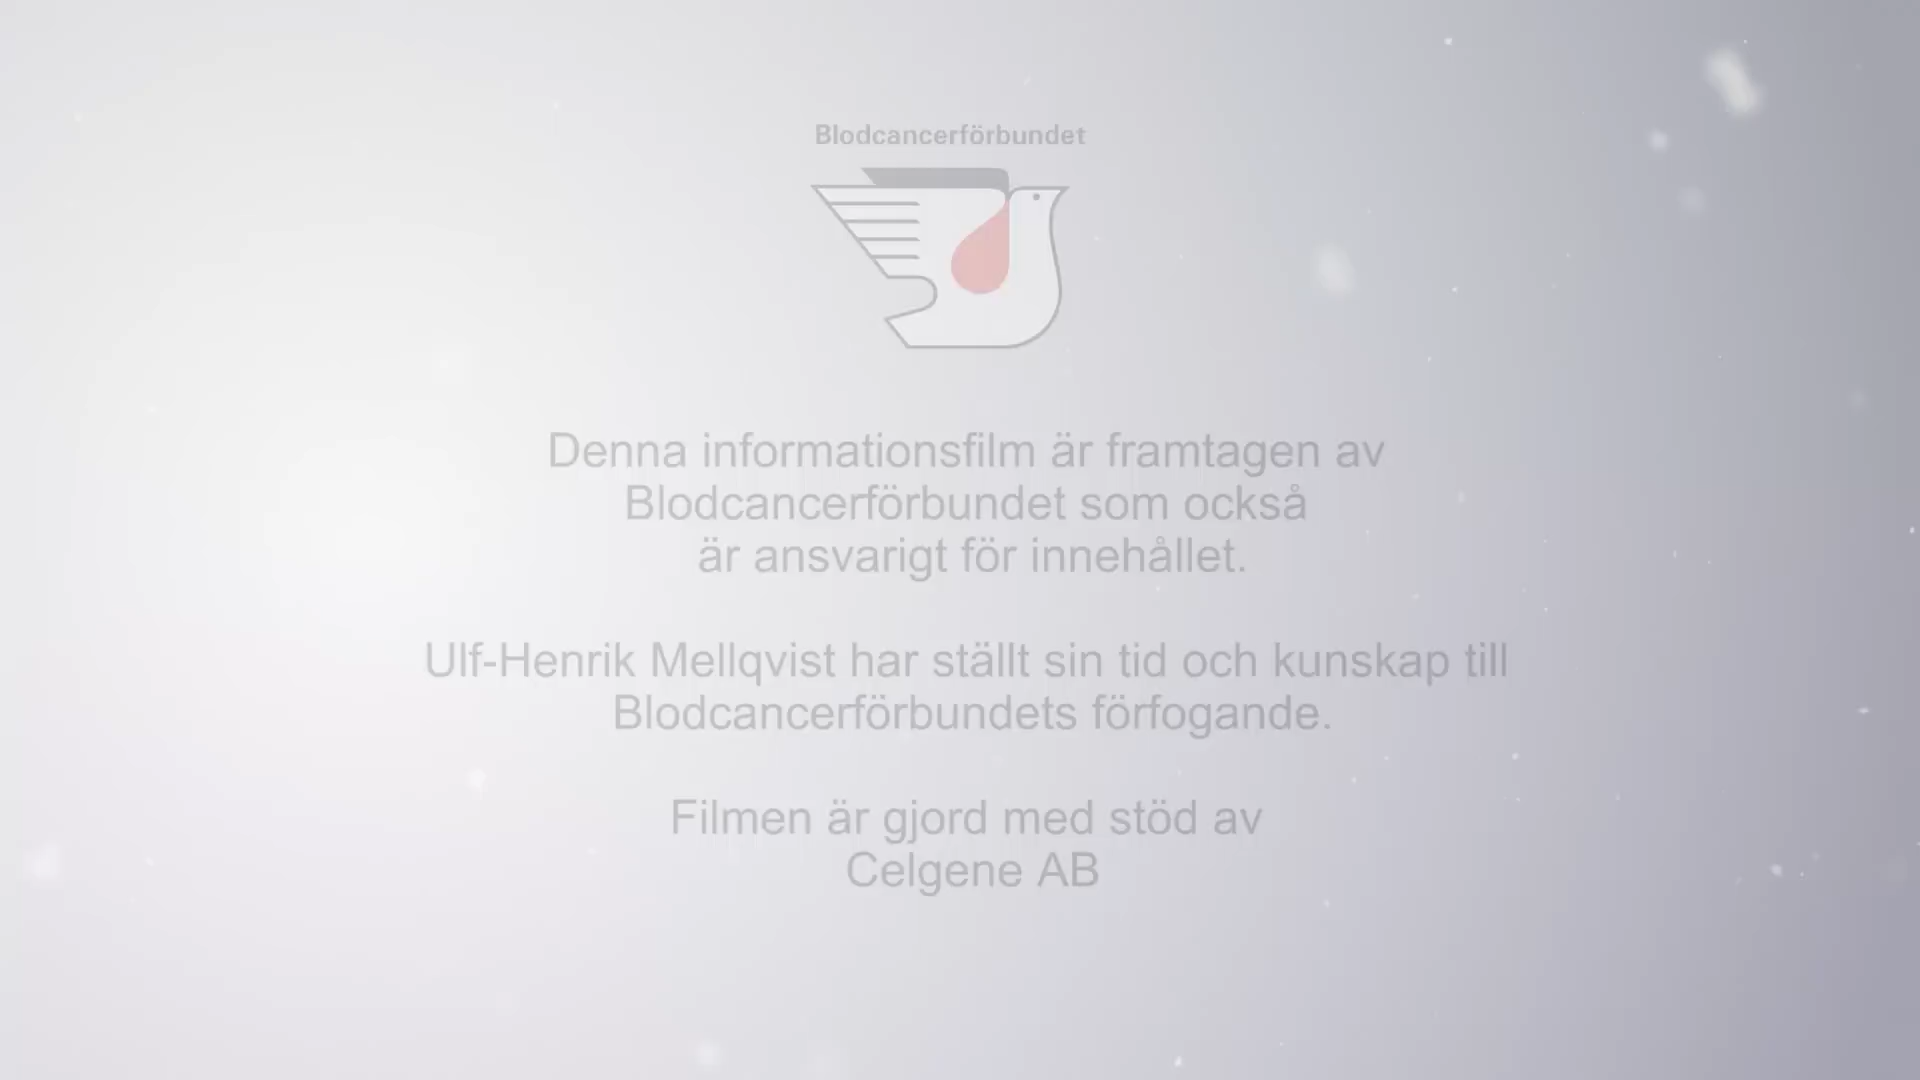 Blodcancerförbundet
Denna informationsfilm är framtagen av
Blodcancerförbundet som också
är ansvarigt för innehållet.
Ulf-Henrik Mellqvist har ställt sin tid och kunskap till
Blodcancerförbundets förfogande.
Filmen är gjord med stöd av
Celgene AB